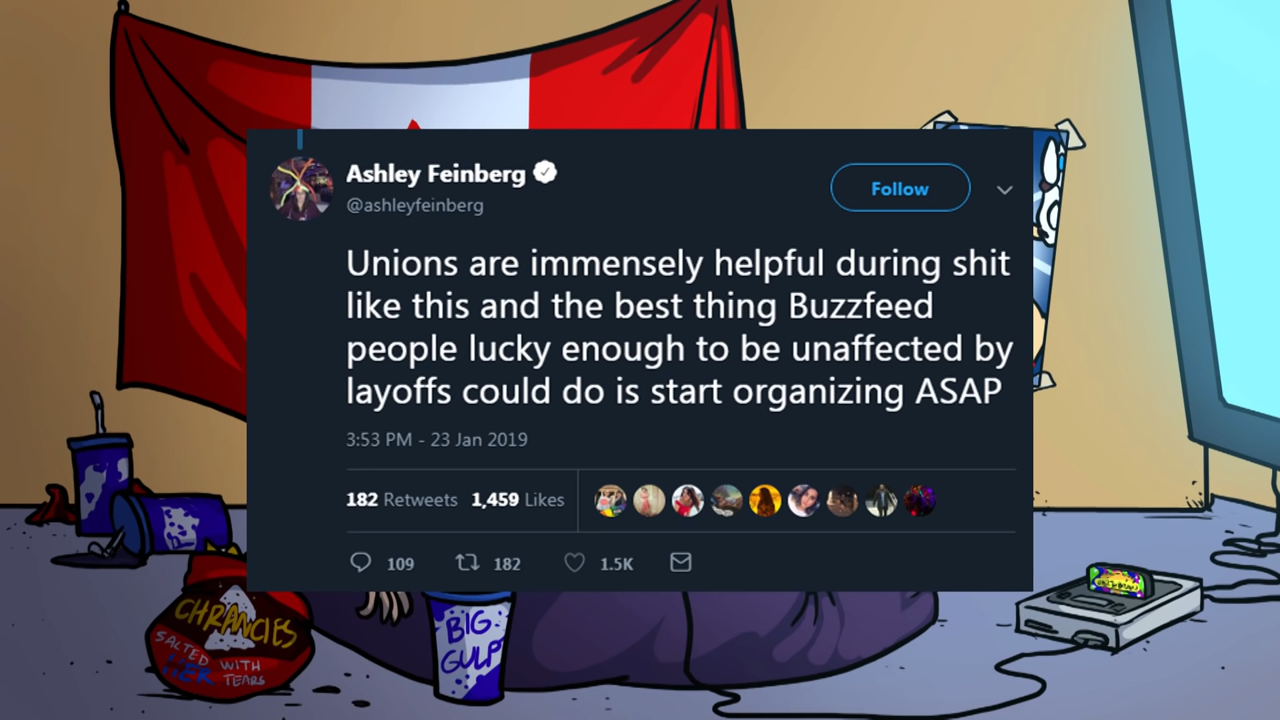 Ashley Feinberg
@ashleyfeinberg
Follow
Unions are immensely helpful during shit
like this and the best thing Buzzfeed
people lucky enough to be unaffected by
layoffs could do is start organizing ASAP
3:53 PM - 23 Jan 2019
182 Retweets 1,459 Likes
109 182 1.5K
CHRANCIES
SALTED WITH
HER TEARS
BIG
GULP